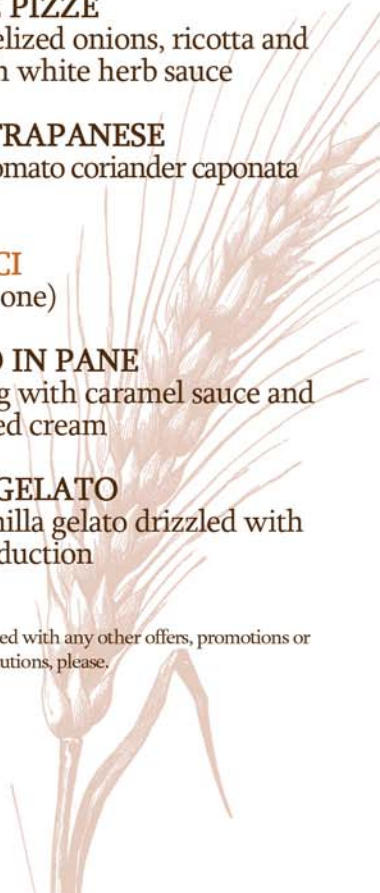 PIZZE
elized onions, ricotta and
white herb sauce
TRAPANESE
omato coriander caponata
CI
one)
IN PANE
g with caramel sauce and
ed cream
GELATO
nilla gelato drizzled with
duction
ed with any other offers, promotions or
utions, please.